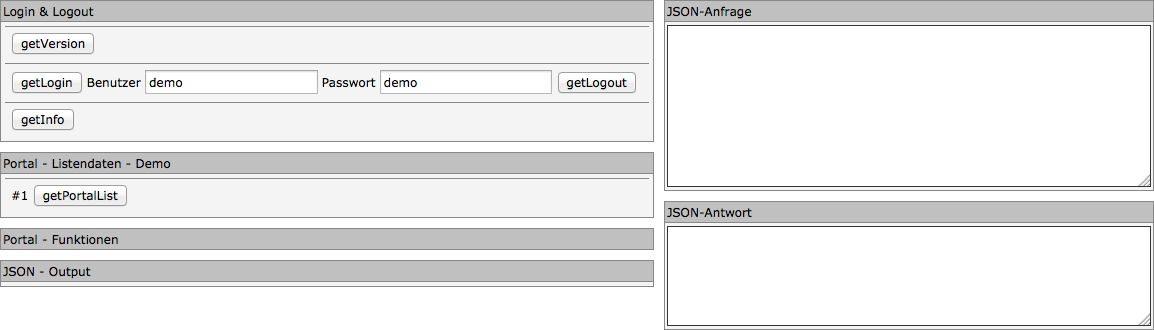 Login & Logout
getVersion
getLogin Benutzer demo Passwort demo getLogout
getInfo
Portal - Listendaten - Demo
#1 getPortalList
Portal - Funktionen
JSON - Output
JSON-Anfrage
JSON-Antwort